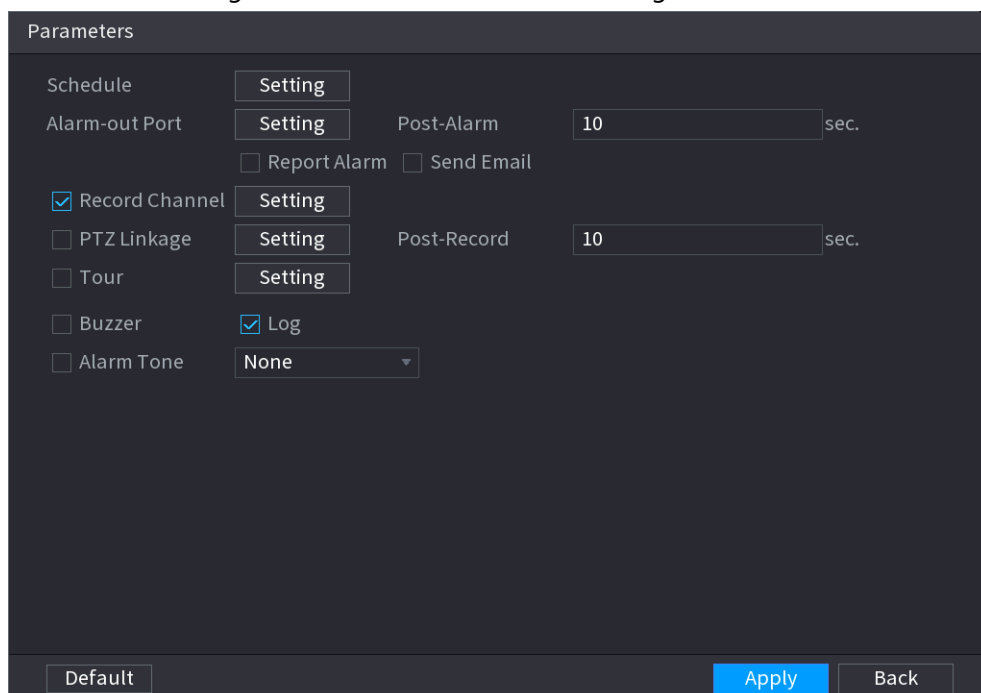 Parameters
Schedule Setting
Alarm-out Port Setting Post-Alarm 10 sec.
Report Alarm Send Email
Record Channel Setting
PTZ Linkage Setting Post-Record 10 sec.
Tour Setting
Buzzer Log
Alarm Tone None
Default Apply Back